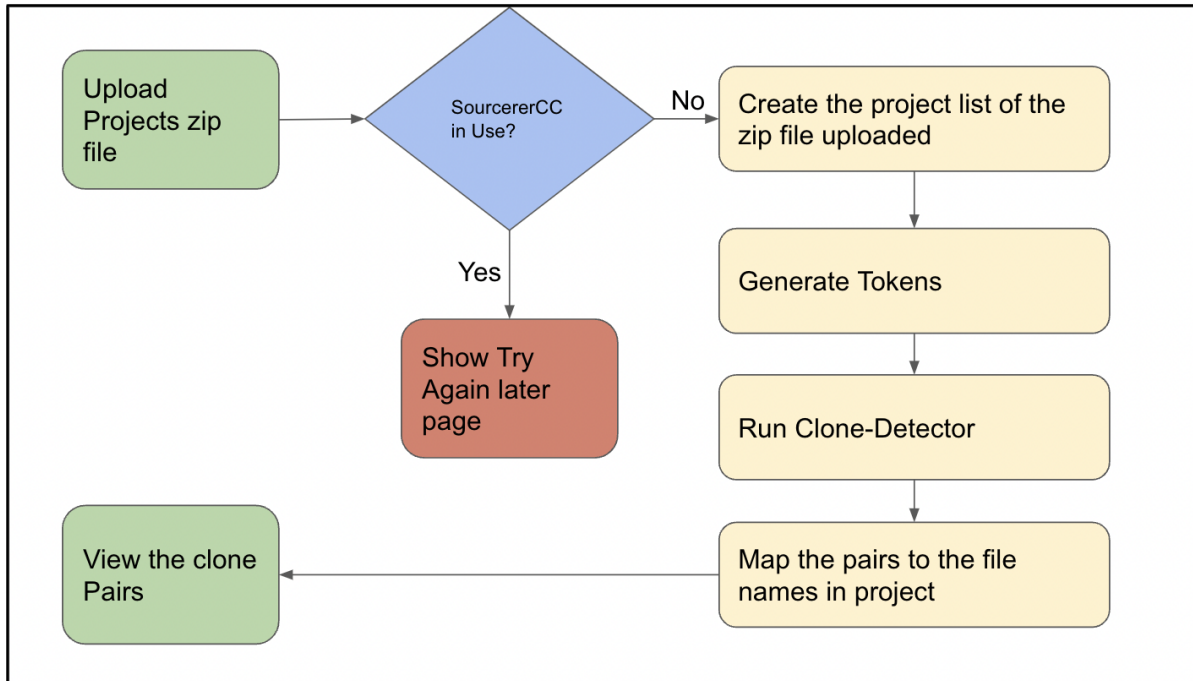 Upload
Projects zip
file
SourcererCC
in Use?
No
Create the project list of the
zip file uploaded
Yes
Generate Tokens
Show Try
Again later
page
Run Clone-Detector
View the clone
Pairs
Map the pairs to the file
names in project